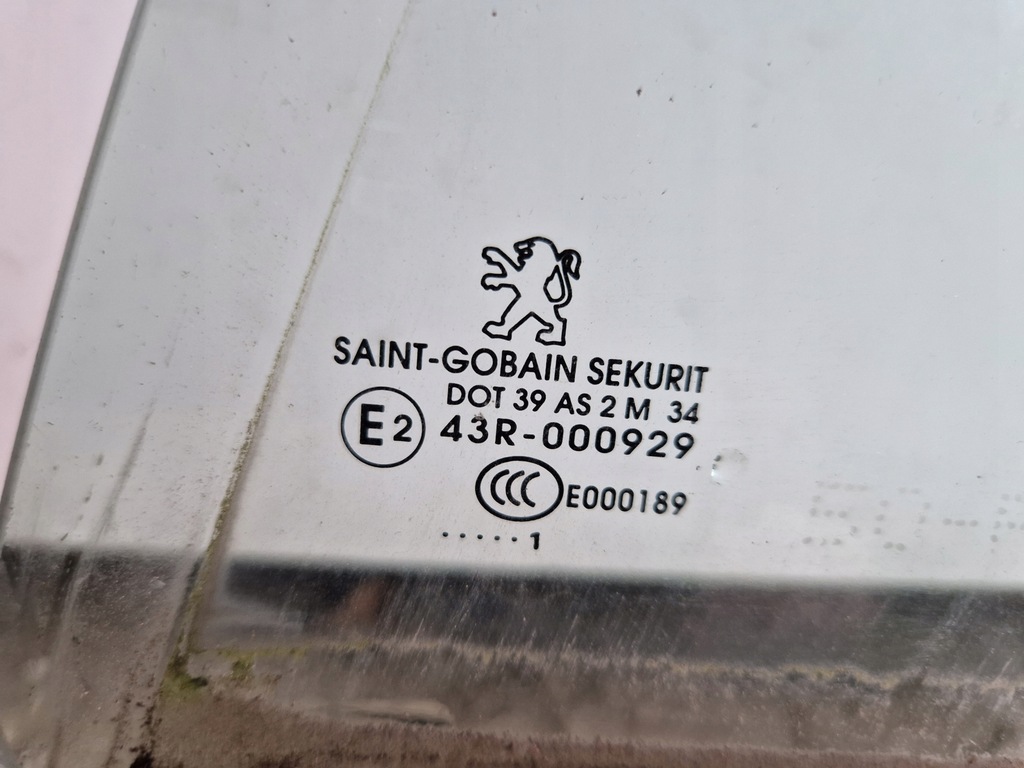 SAINT-GOBAIN SEKURIT
DOT 39 AS 2 M 34
E2 43R-000929
CCC E000189
.....1